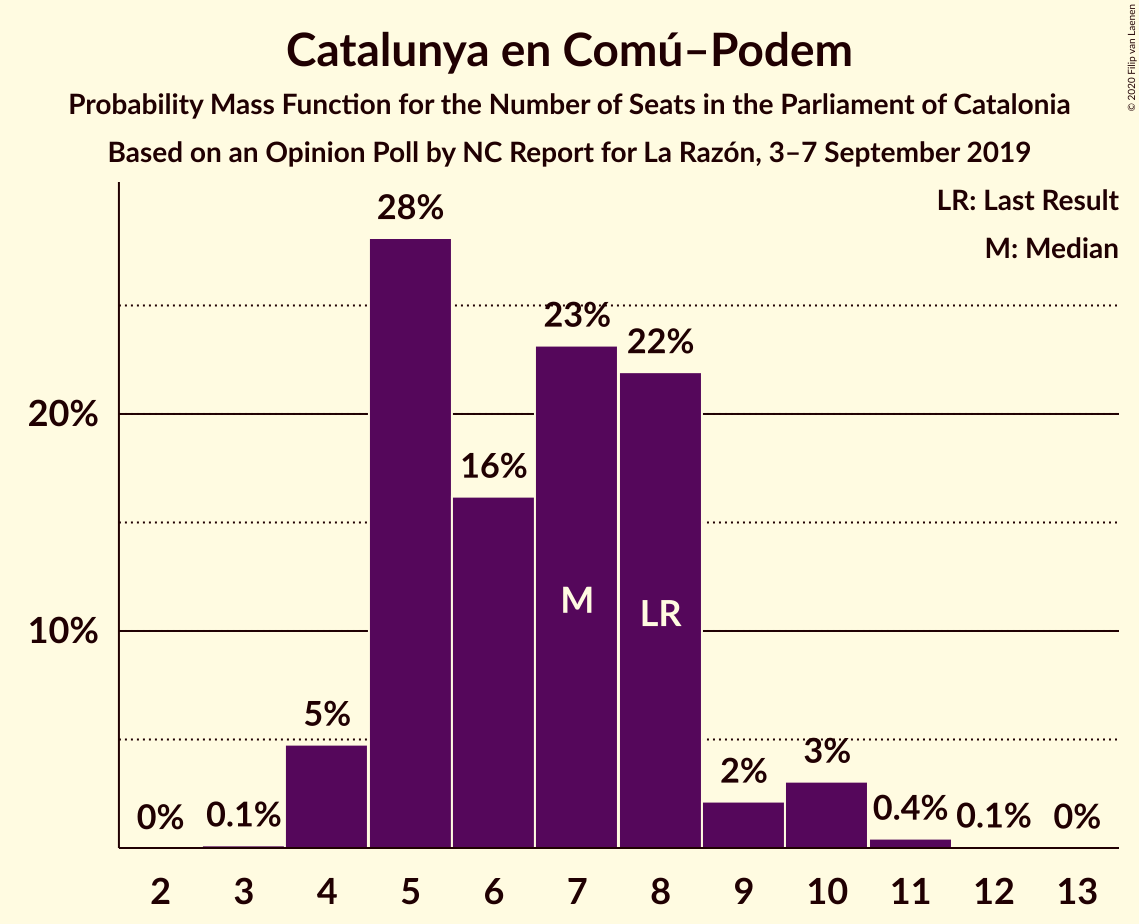 Catalunya en Comú–Podem
Probability Mass Function for the Number of Seats in the Parliament of Catalonia
Based on an Opinion Poll by NC Report for La Razón, 3–7 September 2019
© 2020 Filip van Laenen
LR: Last Result
M: Median
28%
23%
22%
20%
16%
M
LR
10%
5%
3%
2%
0%
0.1%
0.4%
0.1%
0%
2 3 4 5 6 7 8 9 10 11 12 13